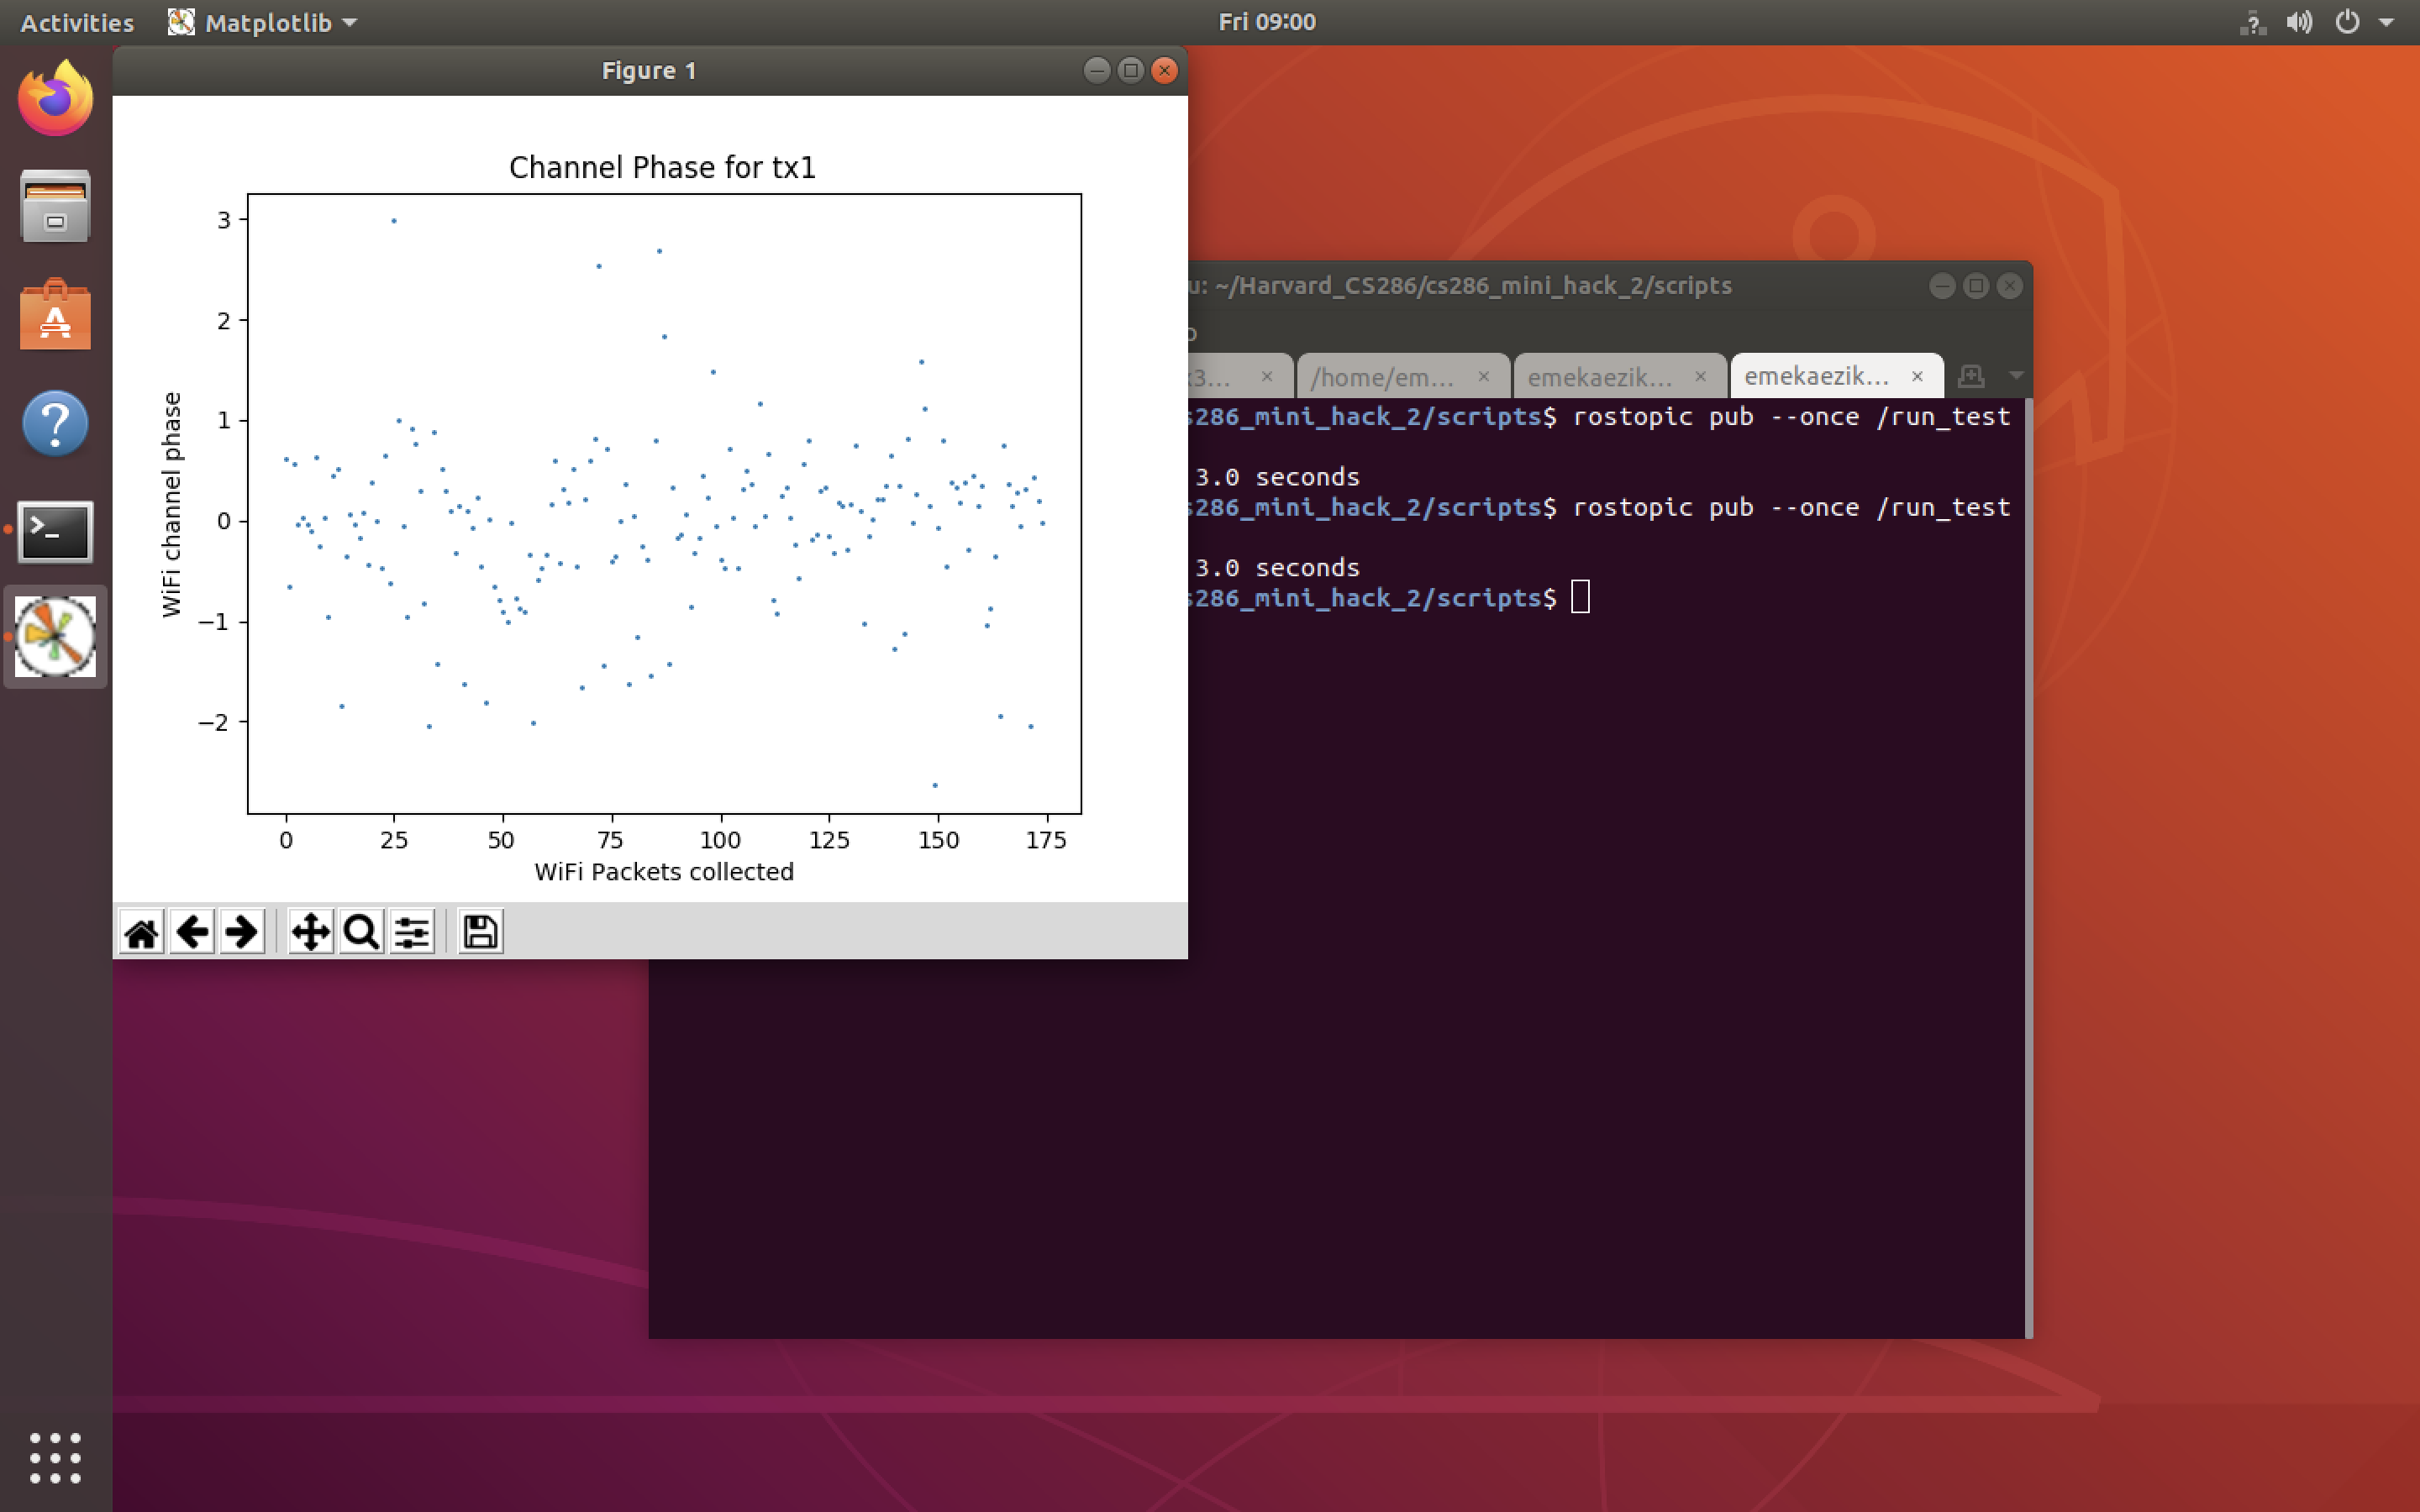 Activities Matplotlib Fri 09:00
Figure 1
Channel Phase for tx1
3
2
1
0
−1
−2
WiFi channel phase
0 25 50 75 100 125 150 175
WiFi Packets collected
u: ~/Harvard_CS286/cs286_mini_hack_2/scripts
/home/em... emekaezik... emekaezik...
s286_mini_hack_2/scripts$ rostopic pub --once /run_test
3.0 seconds
s286_mini_hack_2/scripts$ rostopic pub --once /run_test
3.0 seconds
s286_mini_hack_2/scripts$